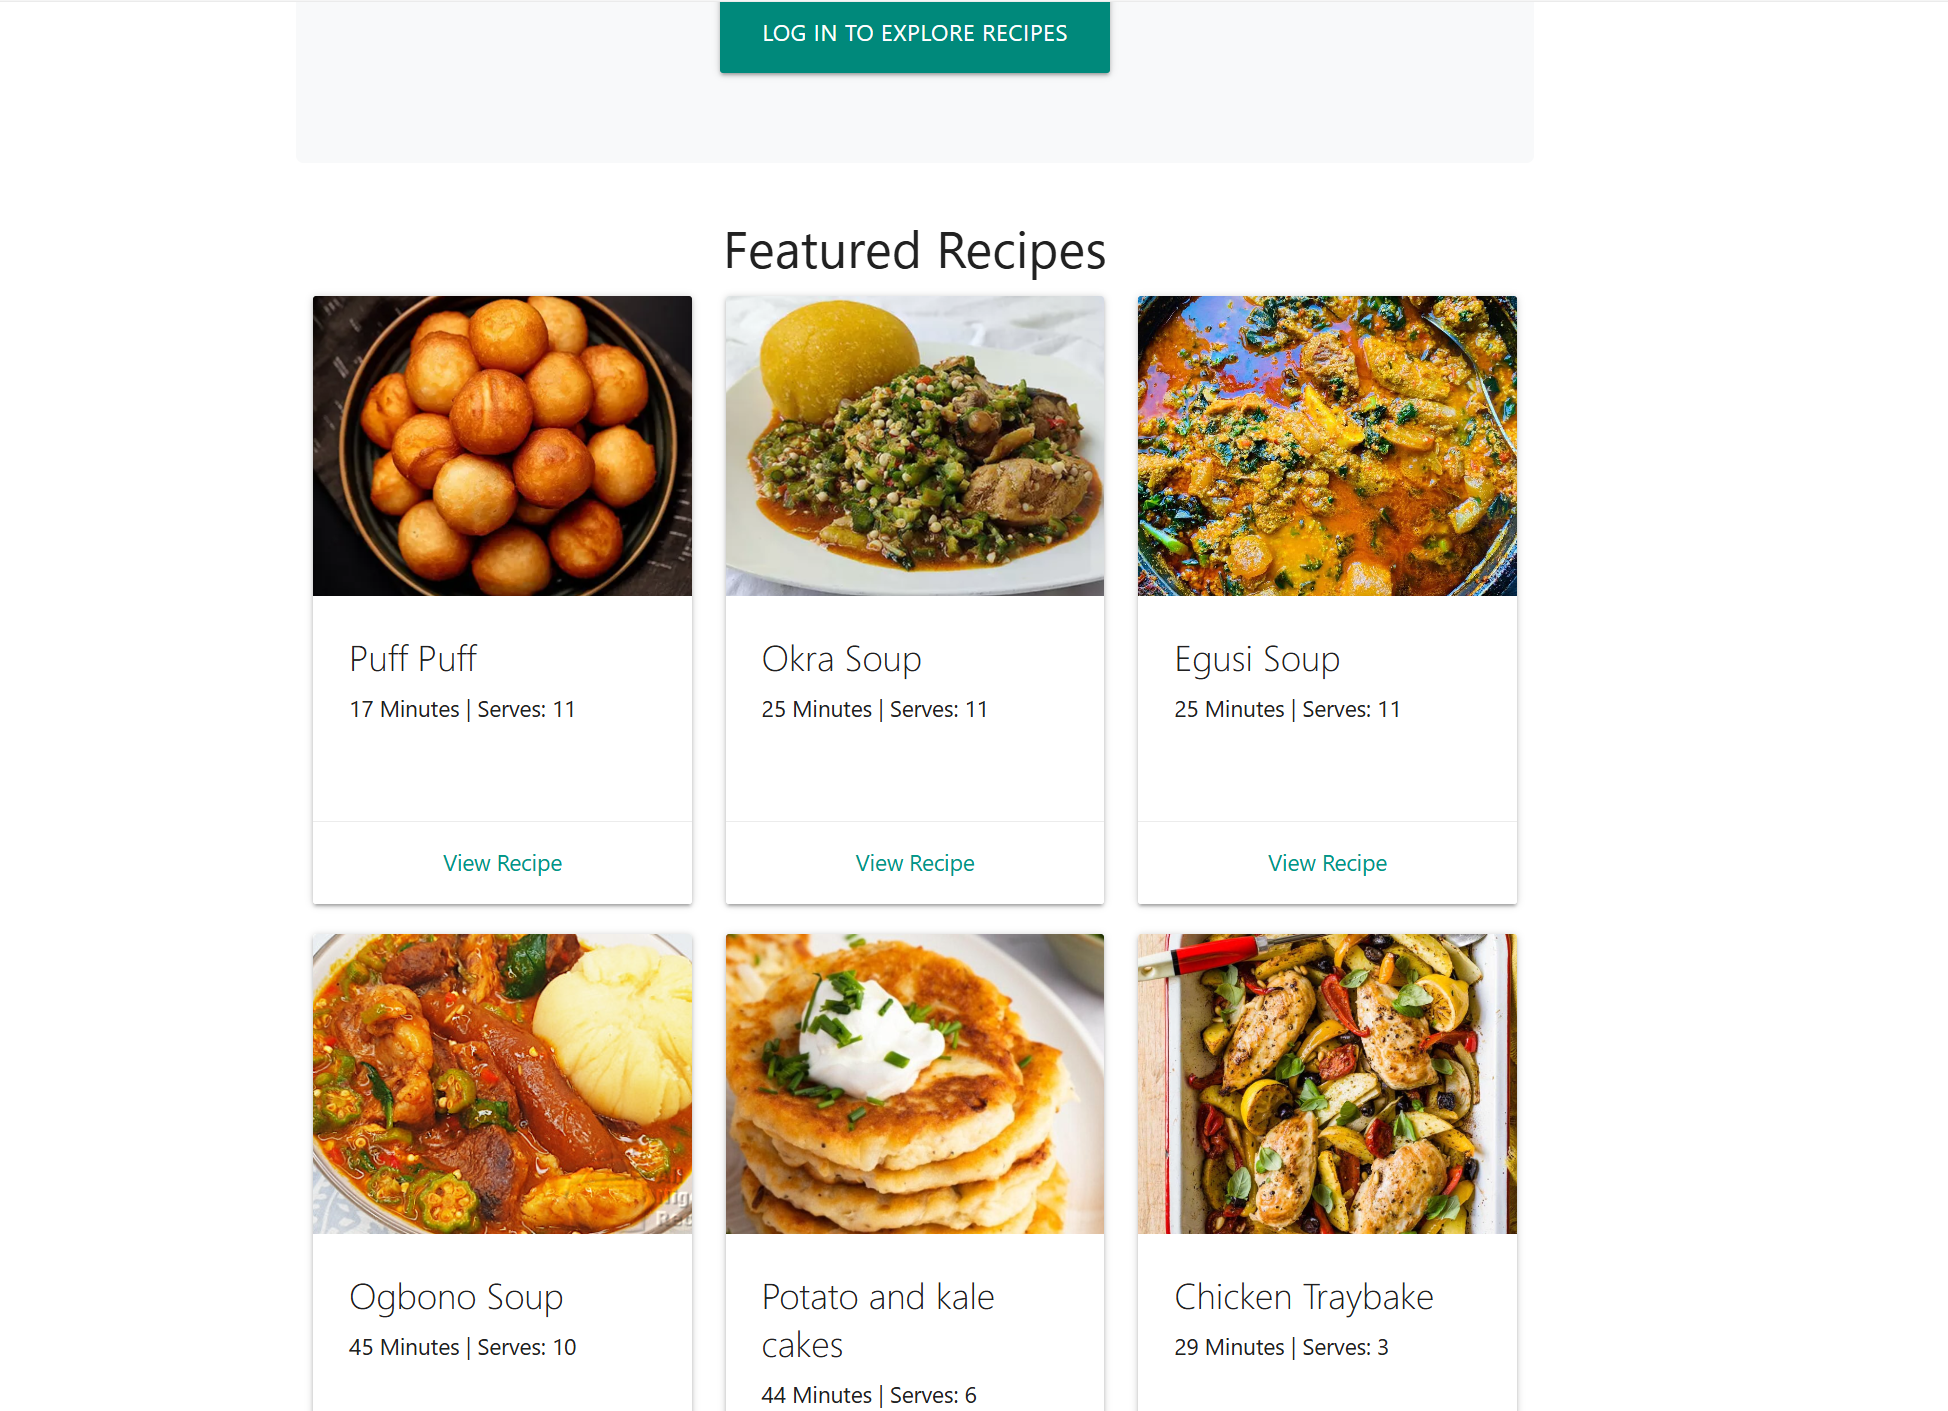 LOG IN TO EXPLORE RECIPES
Featured Recipes
Puff Puff
17 Minutes | Serves: 11
View Recipe
Okra Soup
25 Minutes | Serves: 11
View Recipe
Egusi Soup
25 Minutes | Serves: 11
View Recipe
Ogbono Soup
45 Minutes | Serves: 10
Potato and kale
cakes
44 Minutes | Serves: 6
Chicken Traybake
29 Minutes | Serves: 3